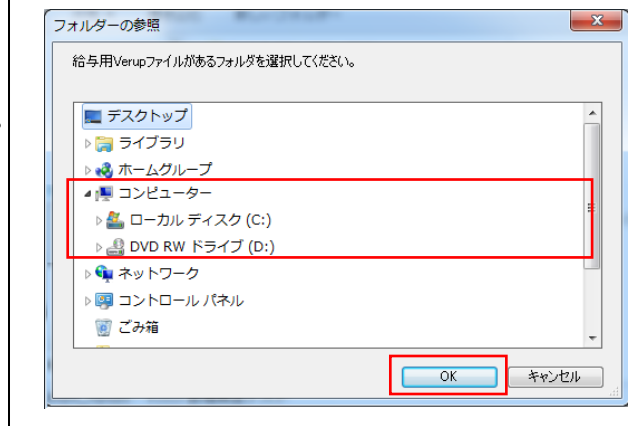 フォルダーの参照
給与用Verupファイルがあるフォルダを選択してください。
デスクトップ
ライブラリ
ホームグループ
コンピューター
ローカル ディスク (C:)
DVD RW ドライブ (D:)
ネットワーク
コントロール パネル
ごみ箱
OK
キャンセル